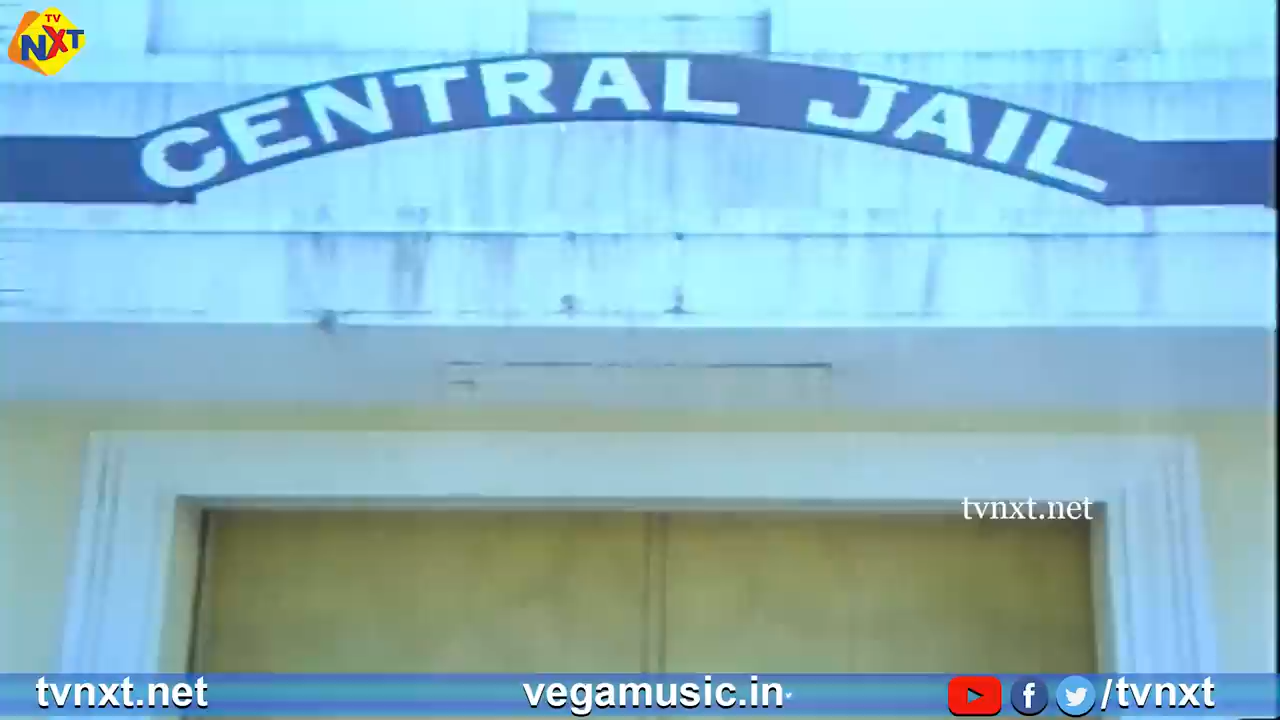 TV
NXT
CENTRAL JAIL
tvnxt.net
tvnxt.net
vegamusic.in
f
/tvnxt